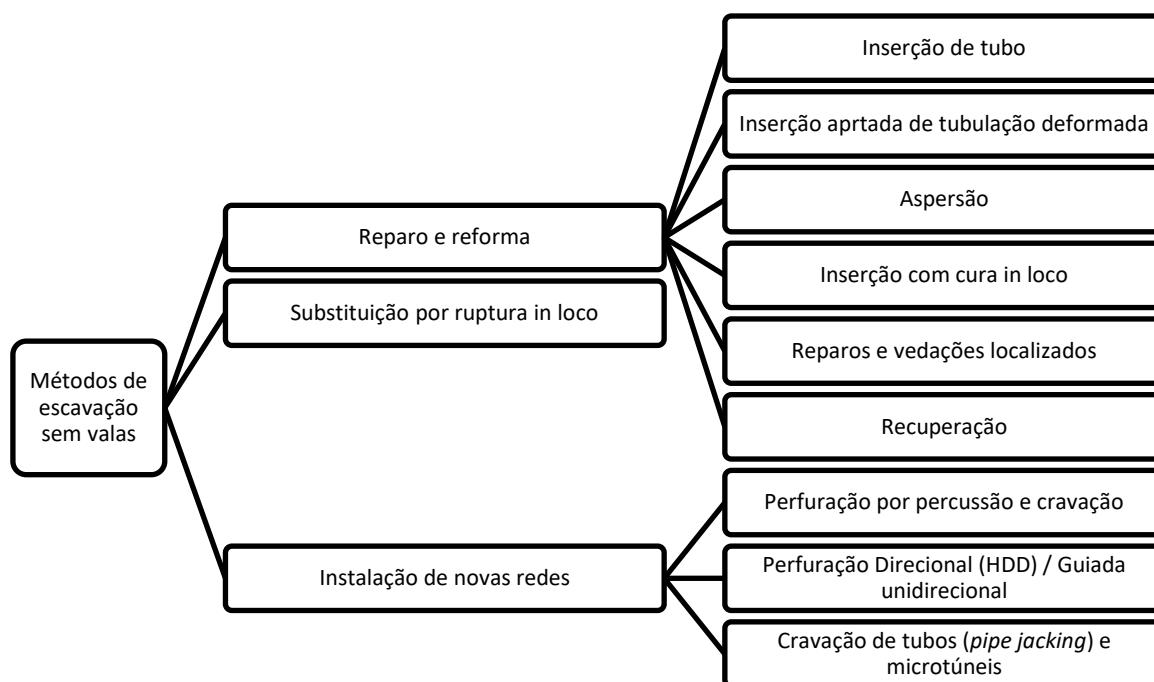 Métodos de
escavação
sem valas
Reparo e reforma
Inserção de tubo
Inserção aprtada de tubulação deformada
Aspersão
Inserção com cura in loco
Reparos e vedações localizados
Recuperação
Substituição por ruptura in loco
Instalação de novas redes
Perfuração por percussão e cravação
Perfuração Direcional (HDD) / Guiada
unidirecional
Cravação de tubos (pipe jacking) e
microtúneis